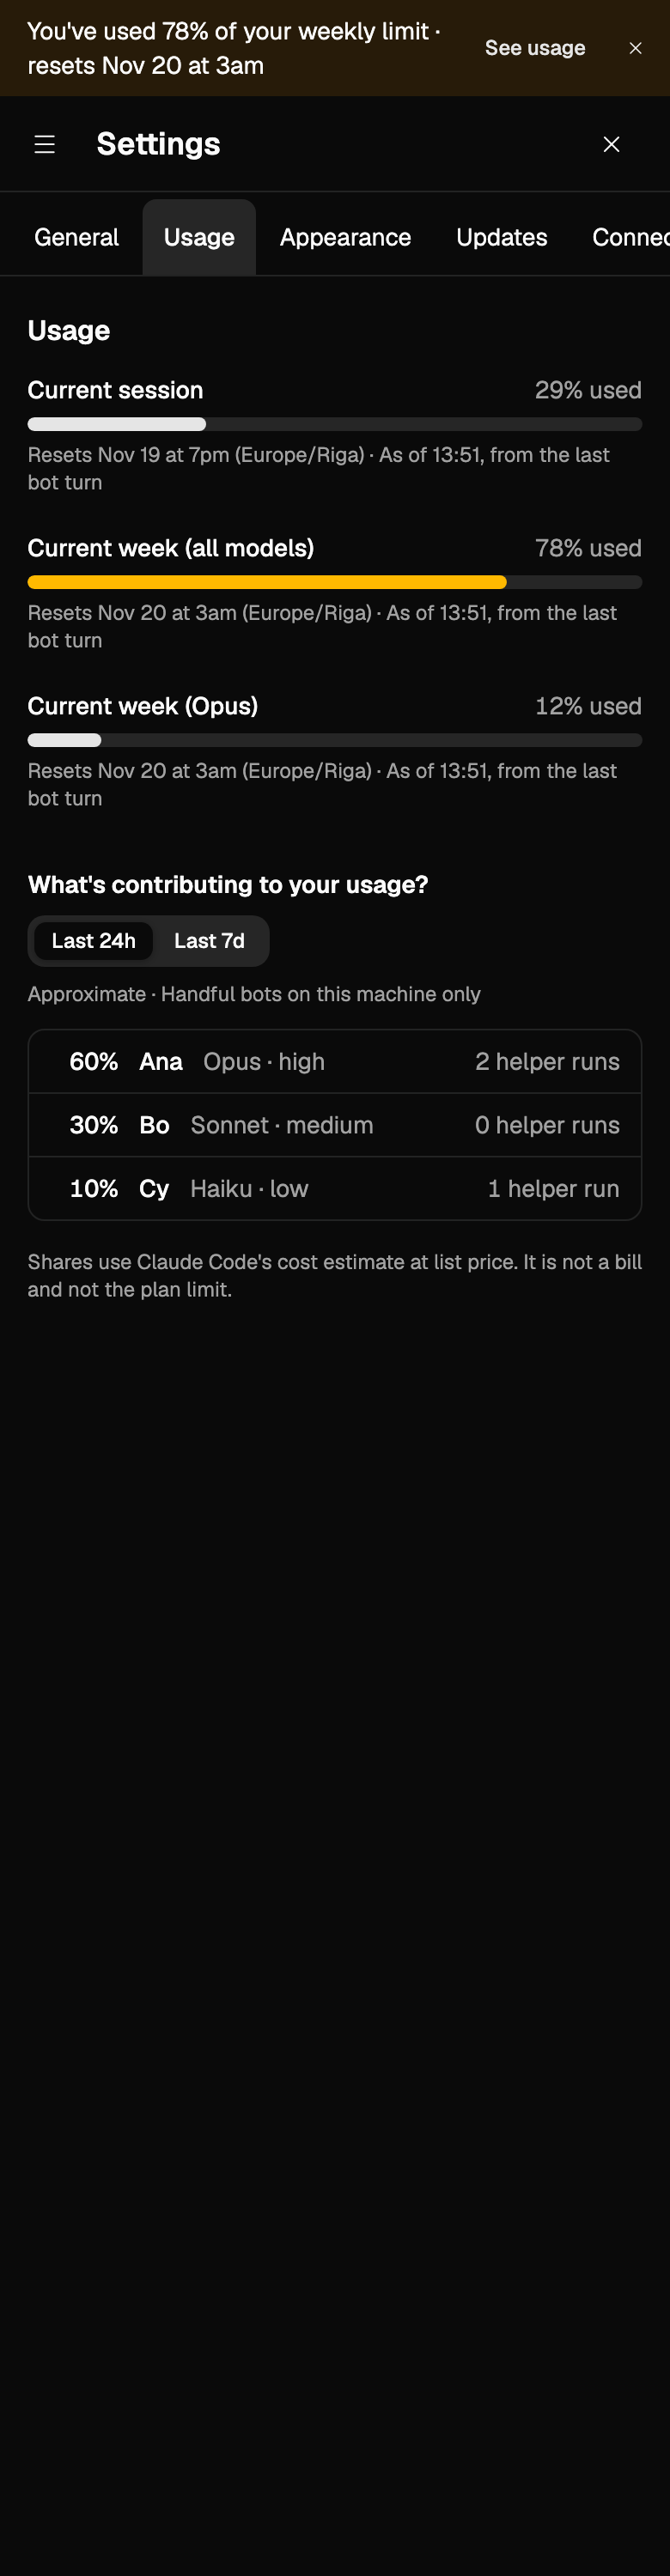 You've used 78% of your weekly limit ·
resets Nov 20 at 3am
See usage
Settings
General
Usage
Appearance
Updates
Connec
Usage
Current session
29% used
Resets Nov 19 at 7pm (Europe/Riga) · As of 13:51, from the last
bot turn
Current week (all models)
78% used
Resets Nov 20 at 3am (Europe/Riga) · As of 13:51, from the last
bot turn
Current week (Opus)
12% used
Resets Nov 20 at 3am (Europe/Riga) · As of 13:51, from the last
bot turn
What's contributing to your usage?
Last 24h
Last 7d
Approximate · Handful bots on this machine only
60% Ana Opus · high 2 helper runs
30% Bo Sonnet · medium 0 helper runs
10% Cy Haiku · low 1 helper run
Shares use Claude Code's cost estimate at list price. It is not a bill
and not the plan limit.